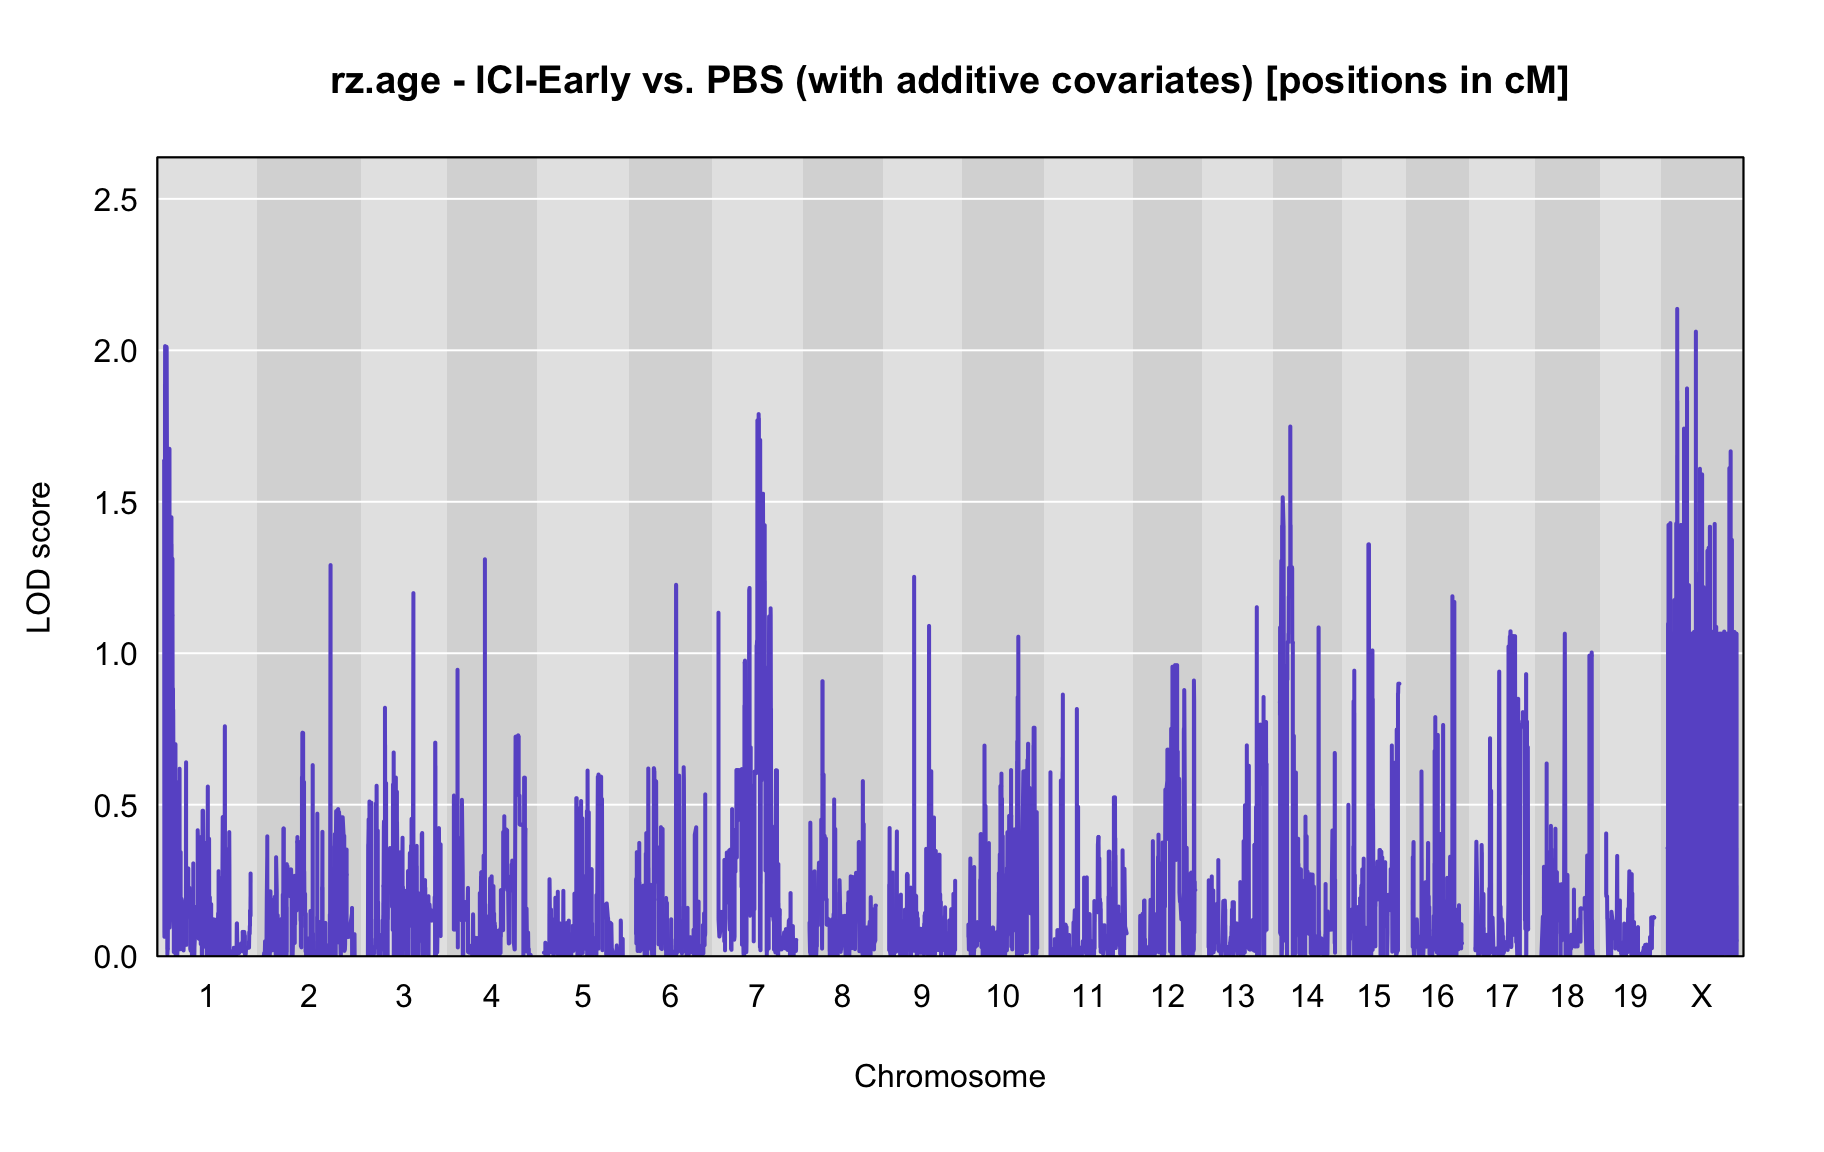 rz.age - ICI-Early vs. PBS (with additive covariates) [positions in cM]
LOD score
2.5
2.0
1.5
1.0
0.5
0.0
1 2 3 4 5 6 7 8 9 10 11 12 13 14 15 16 17 18 19 X
Chromosome